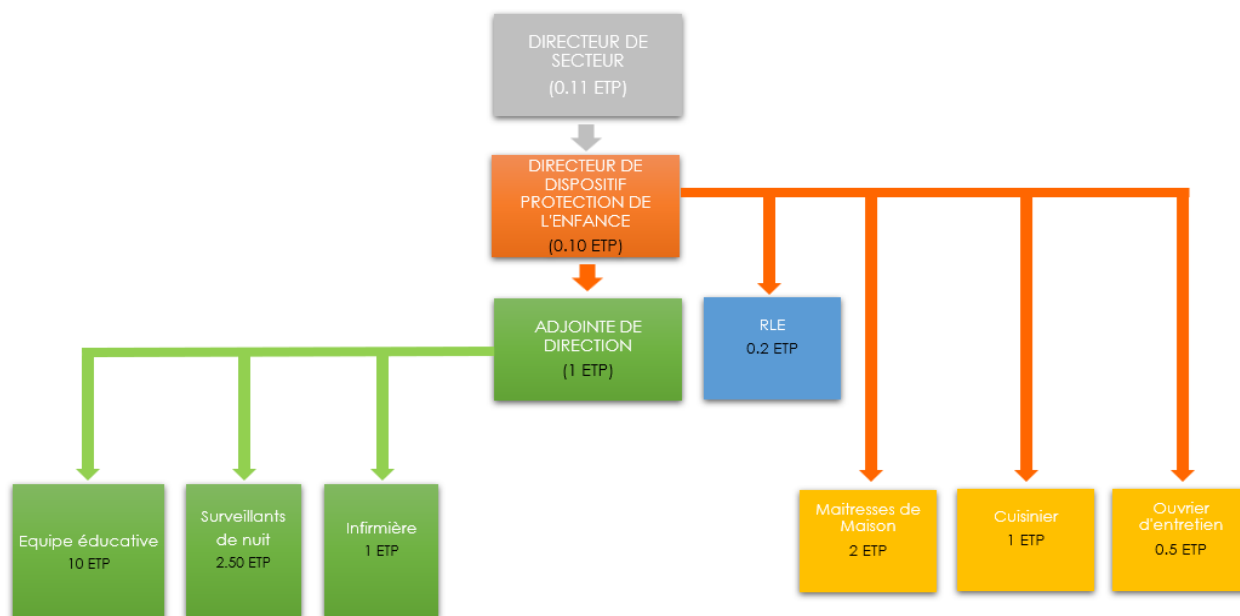 DIRECTEUR DE
SECTEUR
(0.11 ETP)
DIRECTEUR DE
DISPOSITIF
PROTECTION DE
L'ENFANCE
(0.10 ETP)
ADJOINTE DE
DIRECTION
(1 ETP)
RLE
0.2 ETP
Equipe éducative
10 ETP
Surveillants
de nuit
2.50 ETP
Infirmière
1 ETP
Maitresses de
Maison
2 ETP
Cuisinier
1 ETP
Ouvrier
d'entretien
0.5 ETP